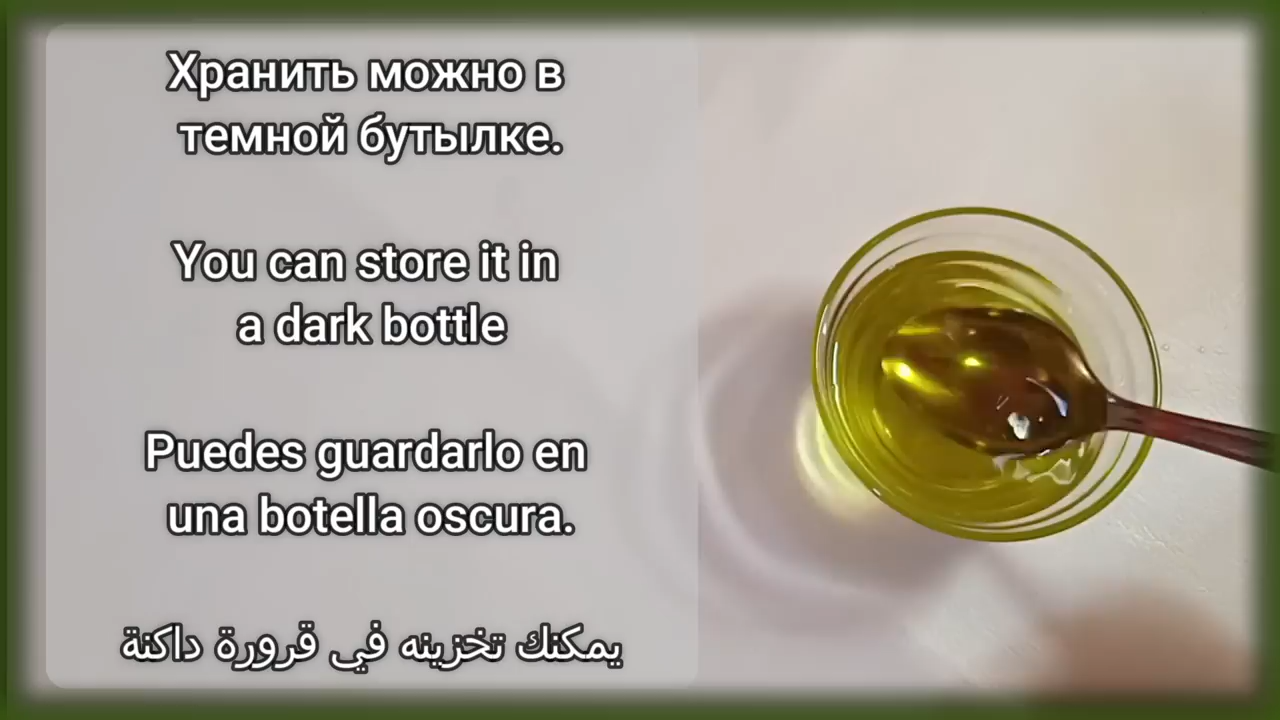 Хранить можно в
темной бутылке.
You can store it in
a dark bottle
Puedes guardarlo en
una botella oscura.
يمكنك تخزينه في قرورة داكنة